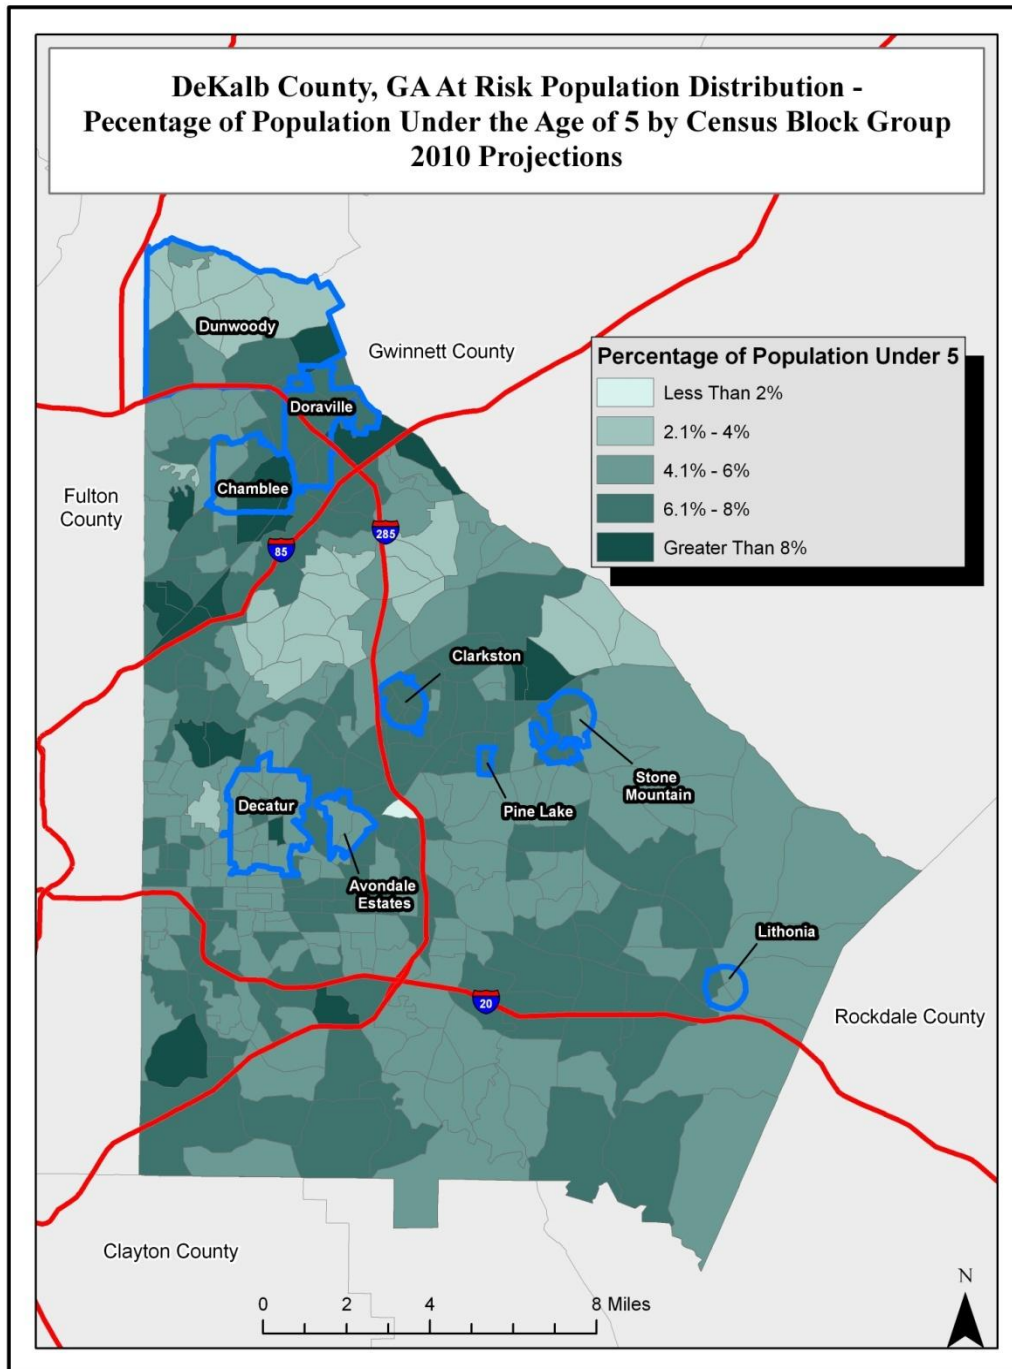 DeKalb County, GA At Risk Population Distribution -
Pecentage of Population Under the Age of 5 by Census Block Group
2010 Projections
Dunwoody
Gwinnett County
Percentage of Population Under 5
Less Than 2%
2.1% - 4%
4.1% - 6%
6.1% - 8%
Greater Than 8%
Doraville
Chamblee
Fulton
County
285
85
Clarkston
Stone
Mountain
Pine Lake
Decatur
Avondale
Estates
Lithonia
20
Rockdale County
Clayton County
0 2 4 8 Miles
N